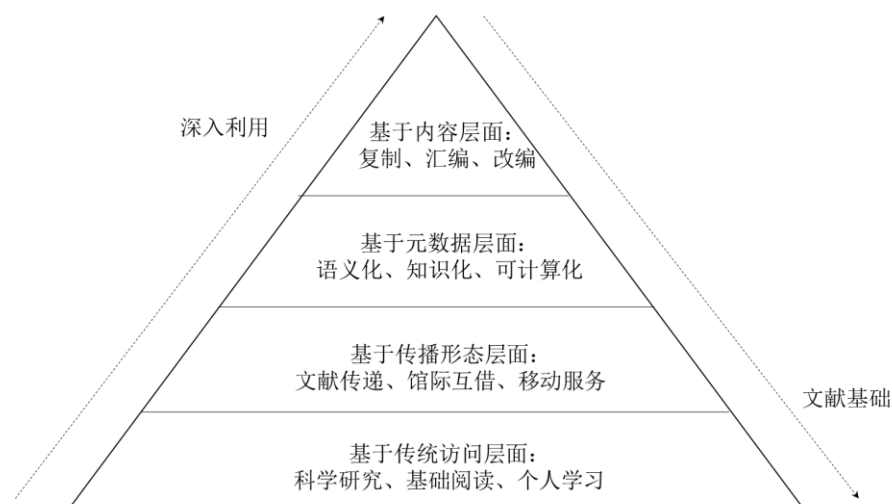 深入利用
基于内容层面：
复制、汇编、改编
基于元数据层面：
语义化、知识化、可计算化
基于传播形态层面：
文献传递、馆际互借、移动服务
文献基础
基于传统访问层面：
科学研究、基础阅读、个人学习